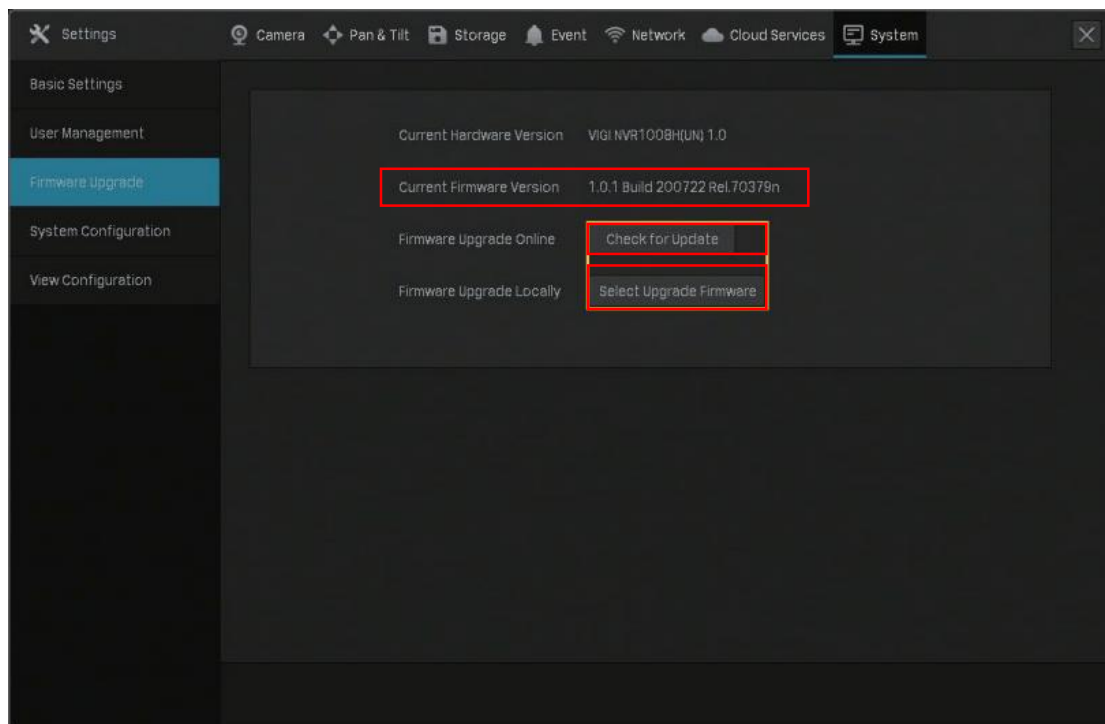 Settings
Camera Pan & Tilt Storage Event Network Cloud Services System
Basic Settings
User Management
Firmware Upgrade
System Configuration
View Configuration
Current Hardware Version VIGI NVR1008H(UN) 1.0
Current Firmware Version 1.0.1 Build 200722 Rel.70379n
Firmware Upgrade Online Check for Update
Firmware Upgrade Locally Select Upgrade Firmware